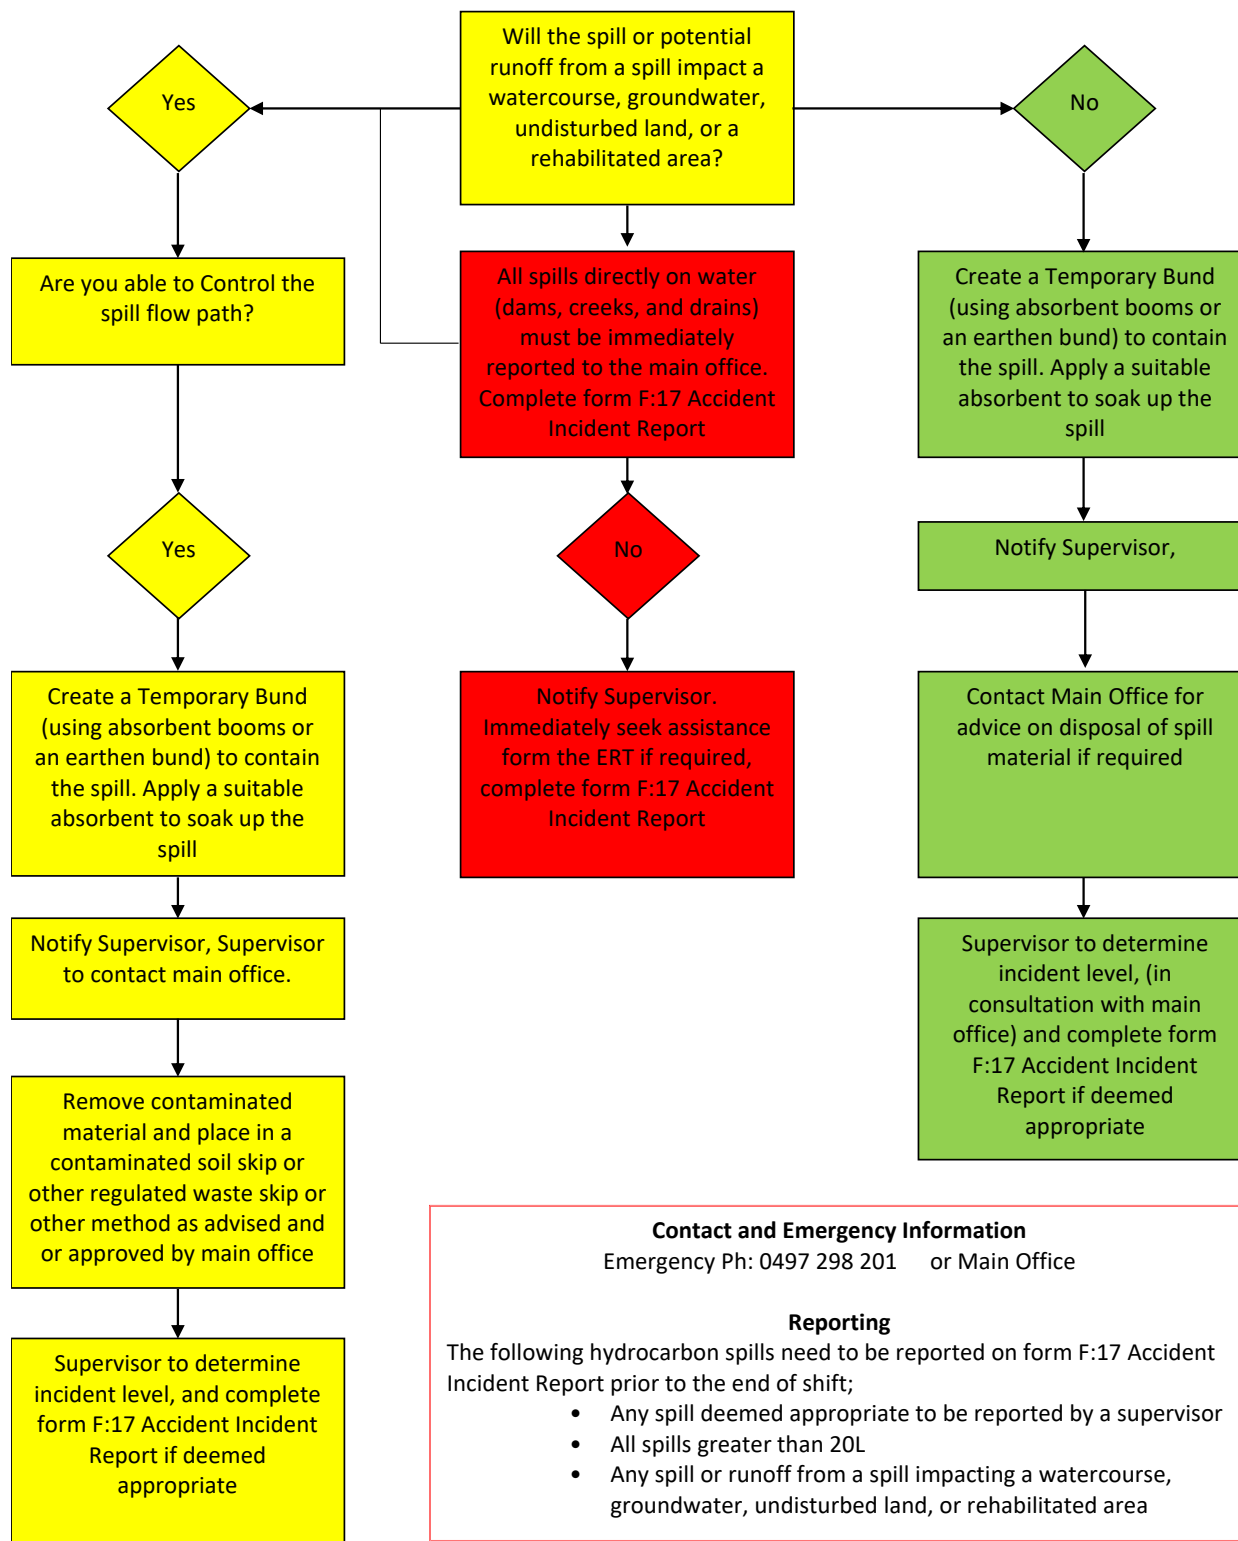 Will the spill or potential
runoff from a spill impact a
watercourse, groundwater,
undisturbed land, or a
rehabilitated area?
Yes
No
Are you able to Control the
spill flow path?
All spills directly on water
(dams, creeks, and drains)
must be immediately
reported to the main office.
Complete form F:17 Accident
Incident Report
Create a Temporary Bund
(using absorbent booms or
an earthen bund) to contain
the spill. Apply a suitable
absorbent to soak up the
spill
Yes
No
Notify Supervisor,
Create a Temporary Bund
(using absorbent booms or
an earthen bund) to contain
the spill. Apply a suitable
absorbent to soak up the
spill
Notify Supervisor.
Immediately seek assistance
form the ERT if required,
complete form F:17 Accident
Incident Report
Contact Main Office for
advice on disposal of spill
material if required
Notify Supervisor, Supervisor
to contact main office.
Supervisor to determine
incident level, (in
consultation with main
office) and complete form
F:17 Accident Incident
Report if deemed
appropriate
Remove contaminated
material and place in a
contaminated soil skip or
other regulated waste skip or
other method as advised and
or approved by main office
Supervisor to determine
incident level, and complete
form F:17 Accident Incident
Report if deemed
appropriate
Contact and Emergency Information
Emergency Ph: 0497 298 201 or Main Office
Reporting
The following hydrocarbon spills need to be reported on form F:17 Accident
Incident Report prior to the end of shift;
• Any spill deemed appropriate to be reported by a supervisor
• All spills greater than 20L
• Any spill or runoff from a spill impacting a watercourse,
groundwater, undisturbed land, or rehabilitated area